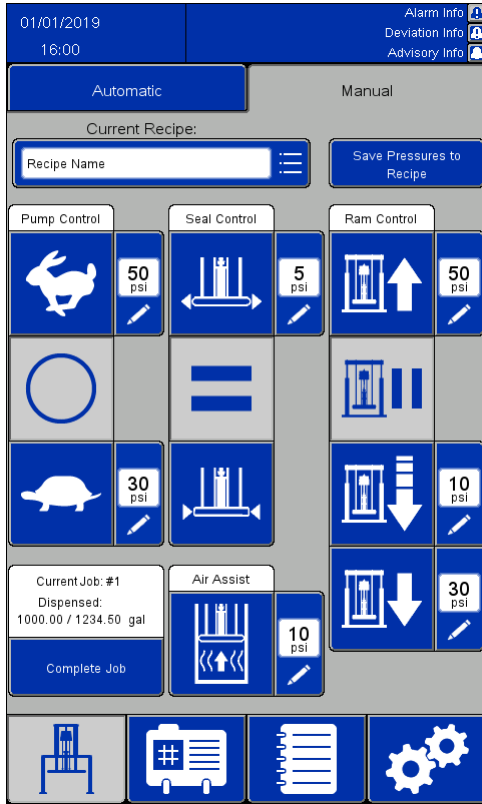 01/01/2019
16:00
Alarm Info
Deviation Info
Advisory Info
Automatic
Manual
Current Recipe:
Recipe Name
Save Pressures to
Recipe
Pump Control
Seal Control
Ram Control
50
psi
5
psi
50
psi
30
psi
10
psi
30
psi
Current Job: #1
Dispensed:
1000.00 / 1234.50 gal
Complete Job
Air Assist
10
psi
#